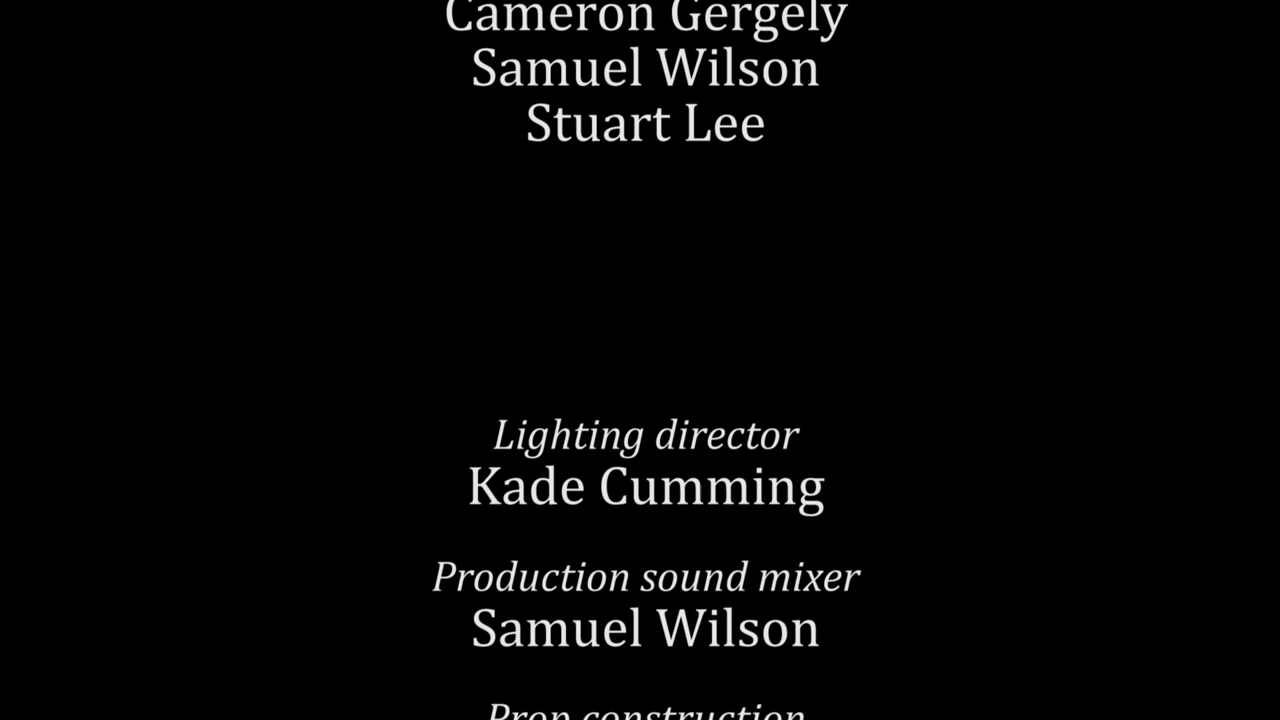 Cameron Gergely
Samuel Wilson
Stuart Lee
Lighting director
Kade Cumming
Production sound mixer
Samuel Wilson
Prop construction